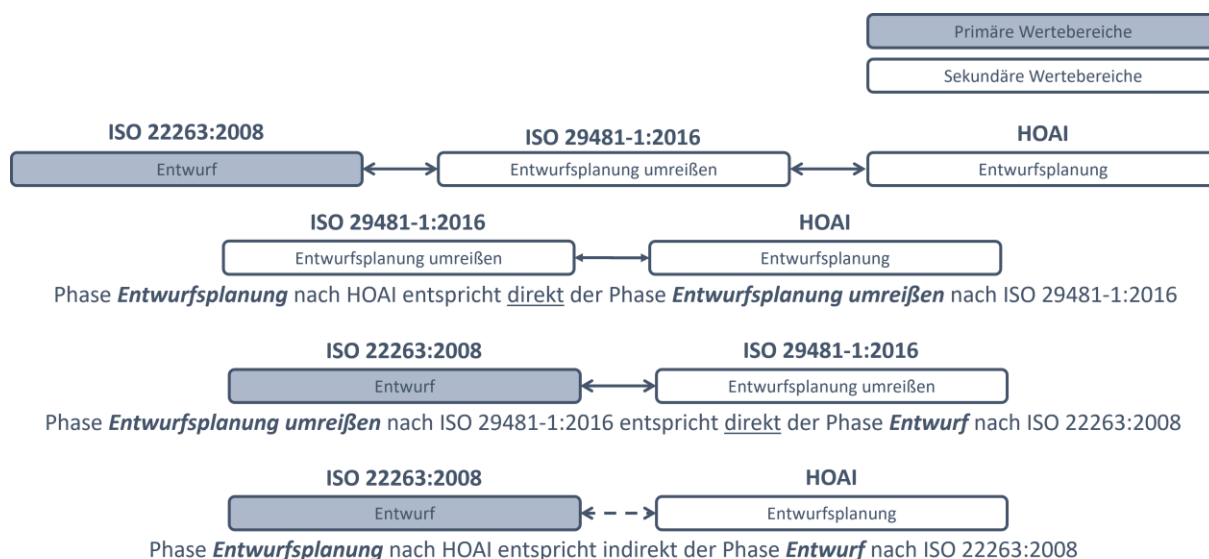 Primäre Wertebereiche
Sekundäre Wertebereiche
ISO 22263:2008 ISO 29481-1:2016 HOAI
Entwurf Entwurfsplanung umreißen Entwurfsplanung
ISO 29481-1:2016 HOAI
Entwurfsplanung umreißen Entwurfsplanung
Phase Entwurfsplanung nach HOAI entspricht direkt der Phase Entwurfsplanung umreißen nach ISO 29481-1:2016
ISO 22263:2008 ISO 29481-1:2016
Entwurf Entwurfsplanung umreißen
Phase Entwurfsplanung umreißen nach ISO 29481-1:2016 entspricht direkt der Phase Entwurf nach ISO 22263:2008
ISO 22263:2008 HOAI
Entwurf Entwurfsplanung
Phase Entwurfsplanung nach HOAI entspricht indirekt der Phase Entwurf nach ISO 22263:2008